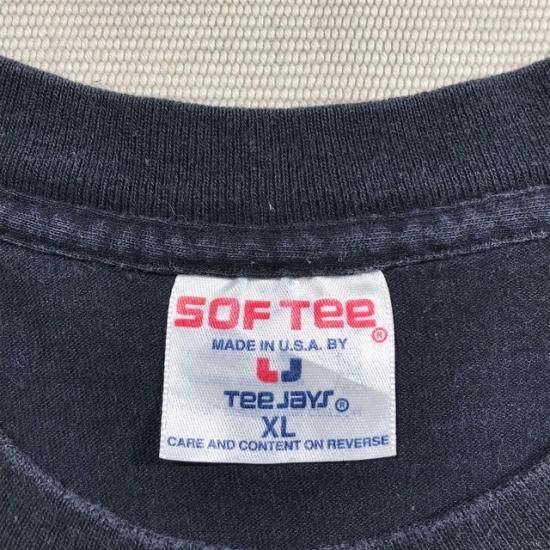 SOF TEE ®
MADE IN U.S.A. BY
TEE JAYS ®
XL
CARE AND CONTENT ON REVERSE